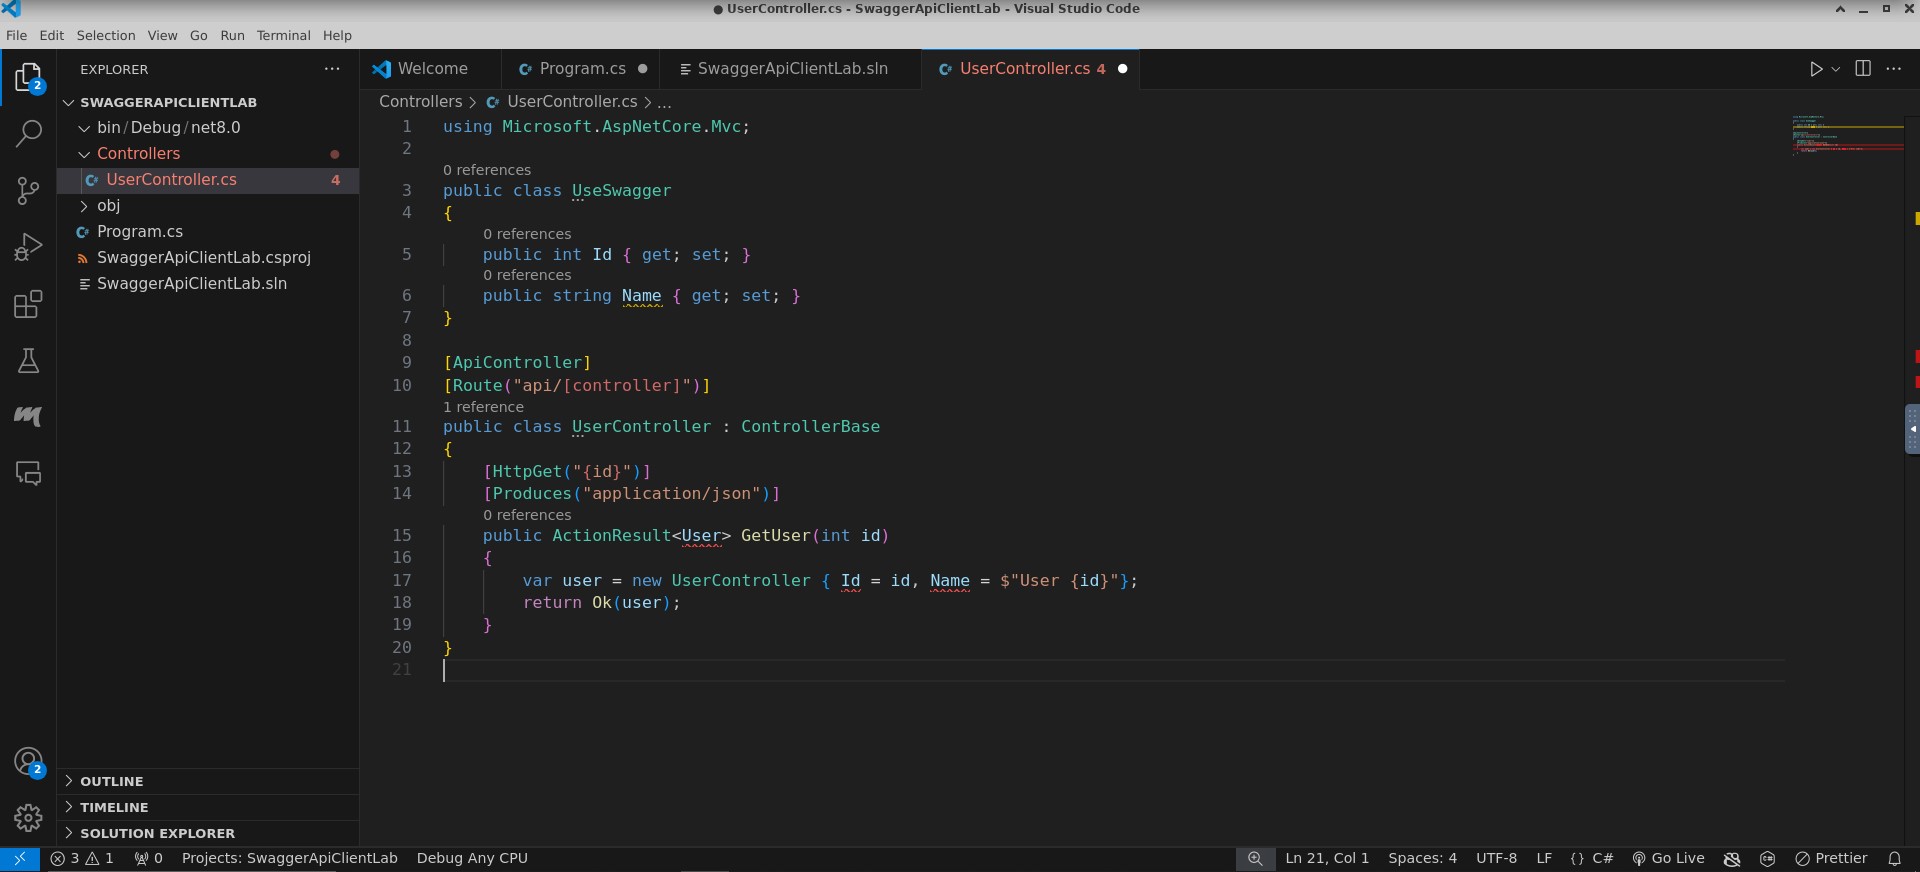 ● UserController.cs - SwaggerApiClientLab - Visual Studio Code
File Edit Selection View Go Run Terminal Help
EXPLORER
SWAGGERAPICLIENTLAB
bin/Debug/net8.0
Controllers
UserController.cs 4
obj
Program.cs
SwaggerApiClientLab.csproj
SwaggerApiClientLab.sln
OUTLINE
TIMELINE
SOLUTION EXPLORER
2
2
Welcome Program.cs SwaggerApiClientLab.sln UserController.cs 4
Controllers > UserController.cs > ...
1 using Microsoft.AspNetCore.Mvc;
2
0 references
3 public class UseSwagger
4 {
0 references
5 public int Id { get; set; }
0 references
6 public string Name { get; set; }
7 }
8
9 [ApiController]
10 [Route("api/[controller]")]
1 reference
11 public class UserController : ControllerBase
12 {
13 [HttpGet("{id}")]
14 [Produces("application/json")]
0 references
15 public ActionResult<User> GetUser(int id)
16 {
17 var user = new UserController { Id = id, Name = $"User {id}"};
18 return Ok(user);
19 }
20 }
21
3 1 0 Projects: SwaggerApiClientLab Debug Any CPU Ln 21, Col 1 Spaces: 4 UTF-8 LF {} C# Go Live Prettier